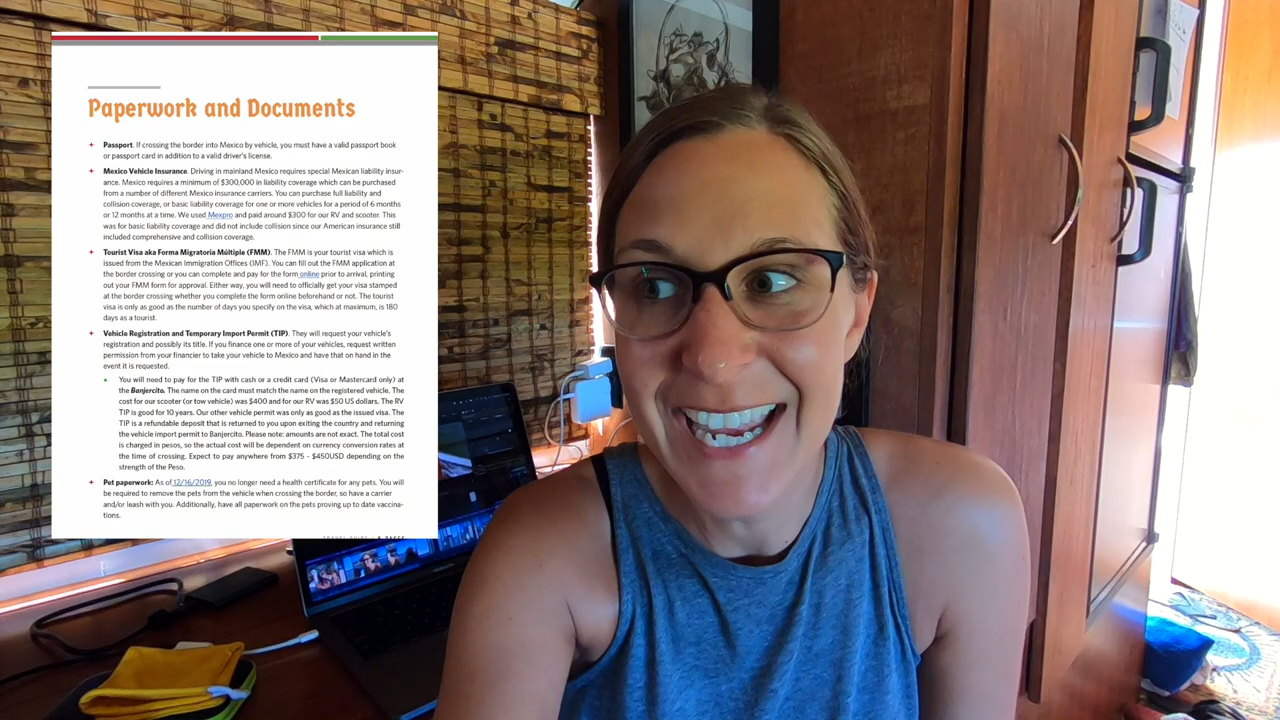 Paperwork and Documents
Passport. If crossing the border into Mexico by vehicle, you must have a valid passport book
or passport card in addition to a valid driver's license.
Mexico Vehicle Insurance. Driving in mainland Mexico requires special Mexican liability insur-
ance. Mexico requires a minimum of $300,000 in liability coverage which can be purchased
from a number of different Mexico insurance carriers. You can purchase full liability and
collision coverage, or basic liability coverage for one or more vehicles for a period of 6 months
or 12 months at a time. We used Mexpro and paid around $300 for our RV and scooter. This
was for basic liability coverage and did not include collision since our American insurance still
included comprehensive and collision coverage.
Tourist Visa aka Forma Migratoria Múltiple (FMM). The FMM is your tourist visa which is
issued from the Mexican Immigration Offices (IMF). You can fill out the FMM application at
the border crossing or you can complete and pay for the form online prior to arrival, printing
out your FMM form for approval. Either way, you will need to officially get your visa stamped
at the border crossing whether you complete the form online beforehand or not. The tourist
visa is only as good as the number of days you specify on the visa, which at maximum, is 180
days as a tourist.
Vehicle Registration and Temporary Import Permit (TIP). They will request your vehicle's
registration and possibly its title. If you finance one or more of your vehicles, request written
permission from your financier to take your vehicle to Mexico and have that on hand in the
event it is requested.
You will need to pay for the TIP with cash or a credit card (Visa or Mastercard only) at
the Banjercito. The name on the card must match the name on the registered vehicle. The
cost for our scooter (or tow vehicle) was $400 and for our RV was $50 US dollars. The RV
TIP is good for 10 years. Our other vehicle permit was only as good as the issued visa. The
TIP is a refundable deposit that is returned to you upon exiting the country and returning
the vehicle import permit to Banjercito. Please note: amounts are not exact. The total cost
is charged in pesos, so the actual cost will be dependent on currency conversion rates at
the time of crossing. Expect to pay anywhere from $375 - $450USD depending on the
strength of the Peso.
Pet paperwork: As of 12/16/2019, you no longer need a health certificate for any pets. You will
be required to remove the pets from the vehicle when crossing the border, so have a carrier
and/or leash with you. Additionally, have all paperwork on the pets proving up to date vaccina-
tions.